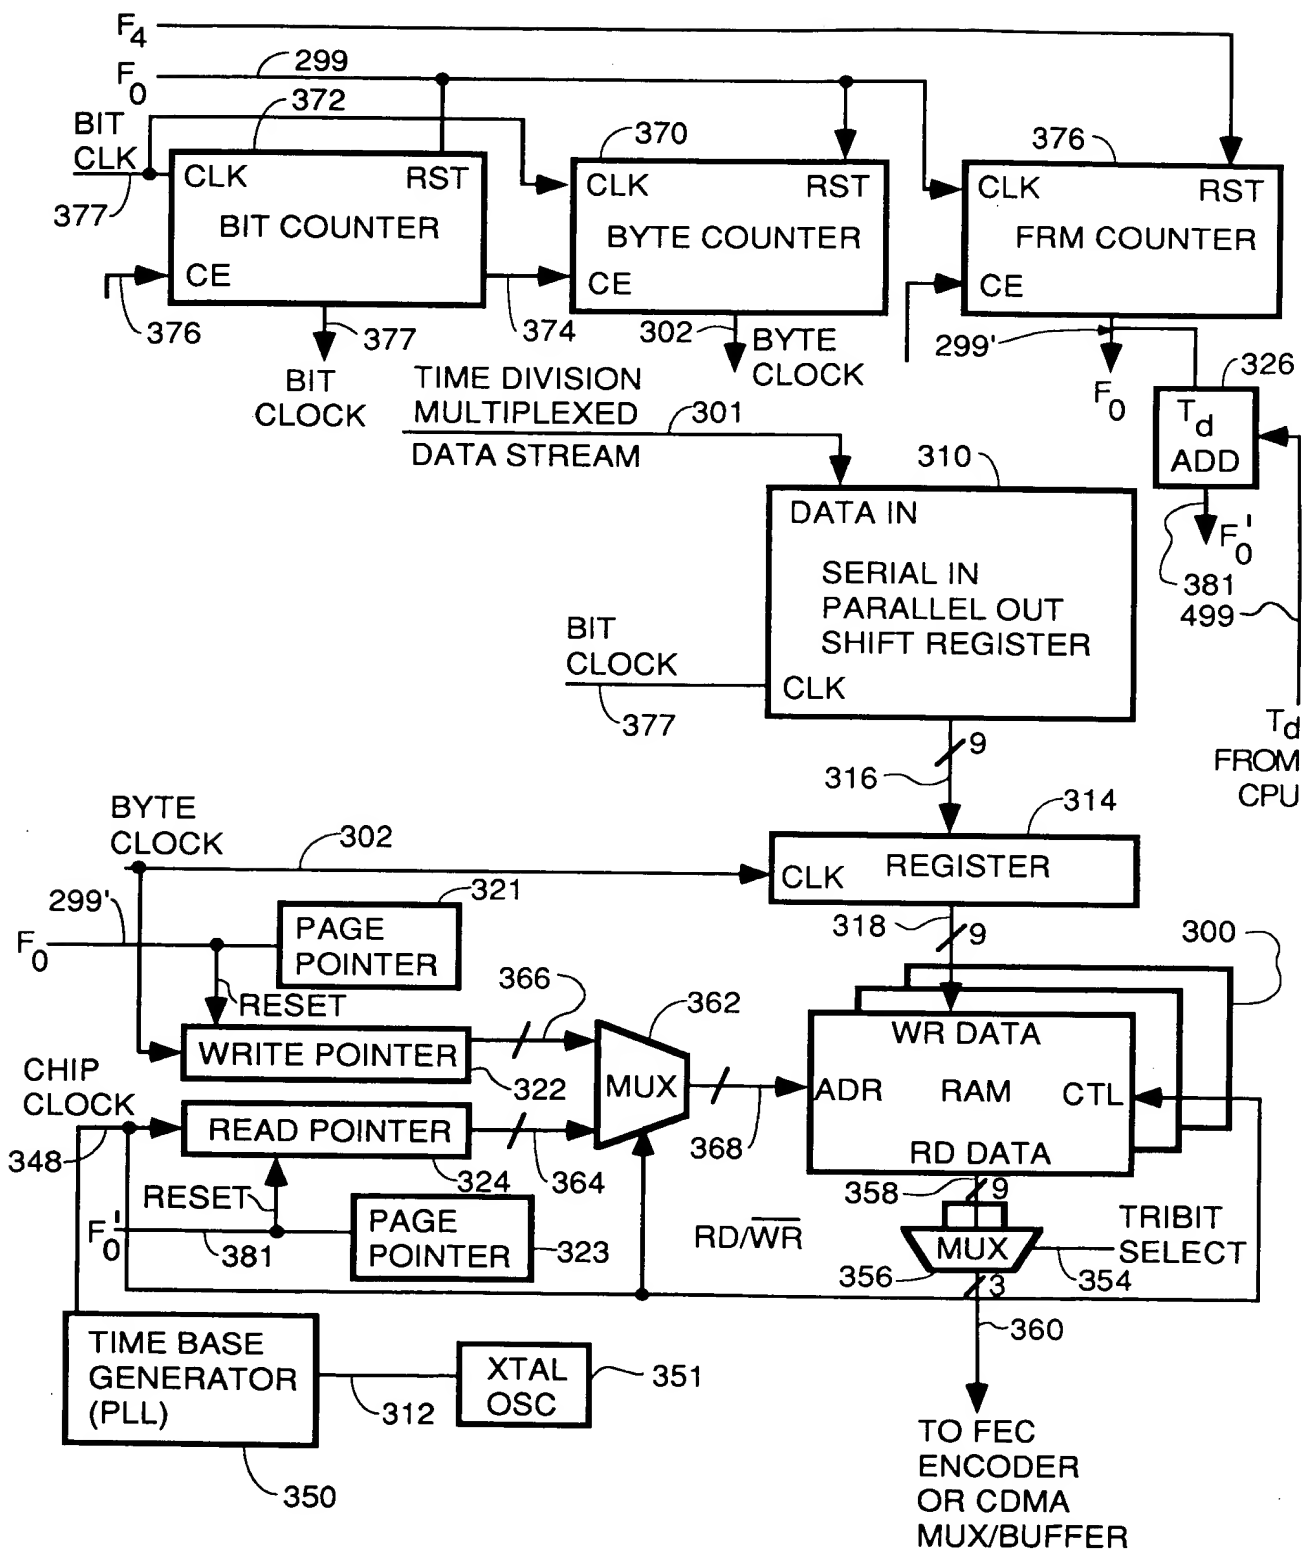 F4
F0
299
372
BIT
CLK
377
CLK
RST
BIT COUNTER
CE
376
377
BIT
CLOCK
374
370
CLK
RST
BYTE COUNTER
CE
302
BYTE
CLOCK
376
CLK
RST
FRM COUNTER
CE
299'
F0
326
Td
ADD
F0'
381
499
Td
FROM
CPU
TIME DIVISION
MULTIPLEXED
DATA STREAM
301
310
DATA IN
SERIAL IN
PARALLEL OUT
SHIFT REGISTER
CLK
BIT
CLOCK
377
9
316
314
REGISTER
CLK
BYTE
CLOCK
302
318
9
300
299'
F0
321
PAGE
POINTER
RESET
366
362
WRITE POINTER
322
MUX
WR DATA
ADR
RAM
CTL
RD DATA
CHIP
CLOCK
348
READ POINTER
324
364
368
RESET
F0'
381
PAGE
POINTER
323
RD/W̅R̅
358
9
MUX
356
TRIBIT
SELECT
354
3
360
TIME BASE
GENERATOR
(PLL)
312
XTAL
OSC
351
350
TO FEC
ENCODER
OR CDMA
MUX/BUFFER